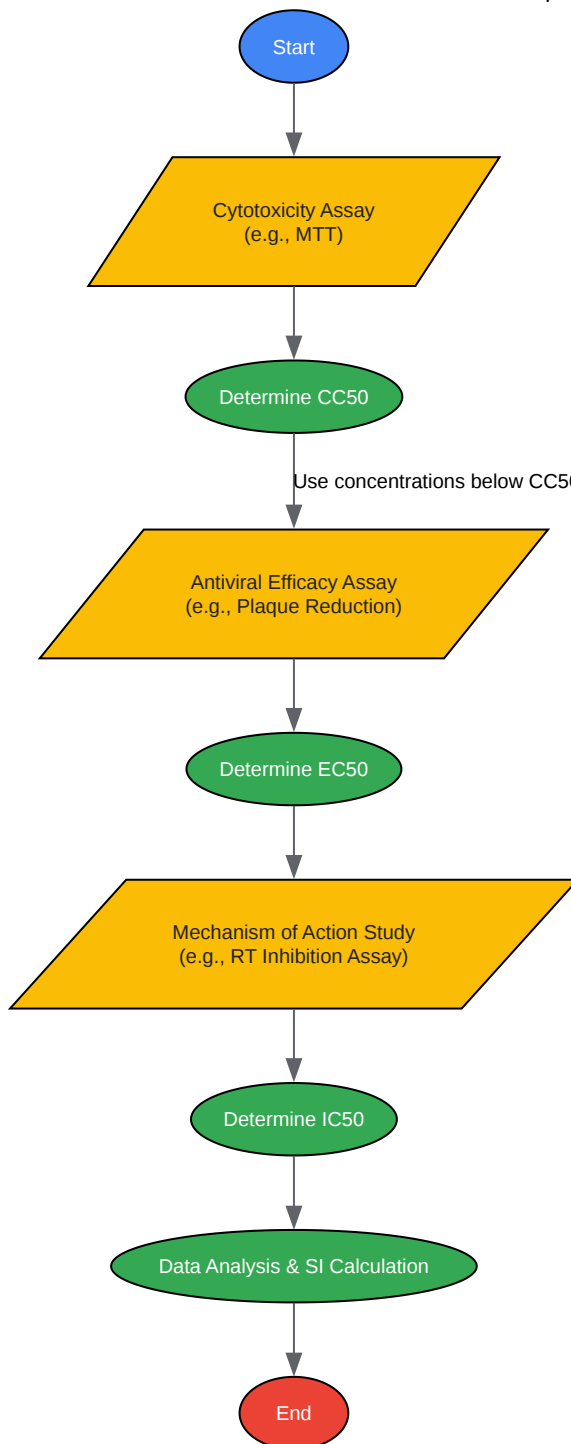 Start
Cytotoxicity Assay
(e.g., MTT)
Determine CC50
Use concentrations below CC50
Antiviral Efficacy Assay
(e.g., Plaque Reduction)
Determine EC50
Mechanism of Action Study
(e.g., RT Inhibition Assay)
Determine IC50
Data Analysis & SI Calculation
End